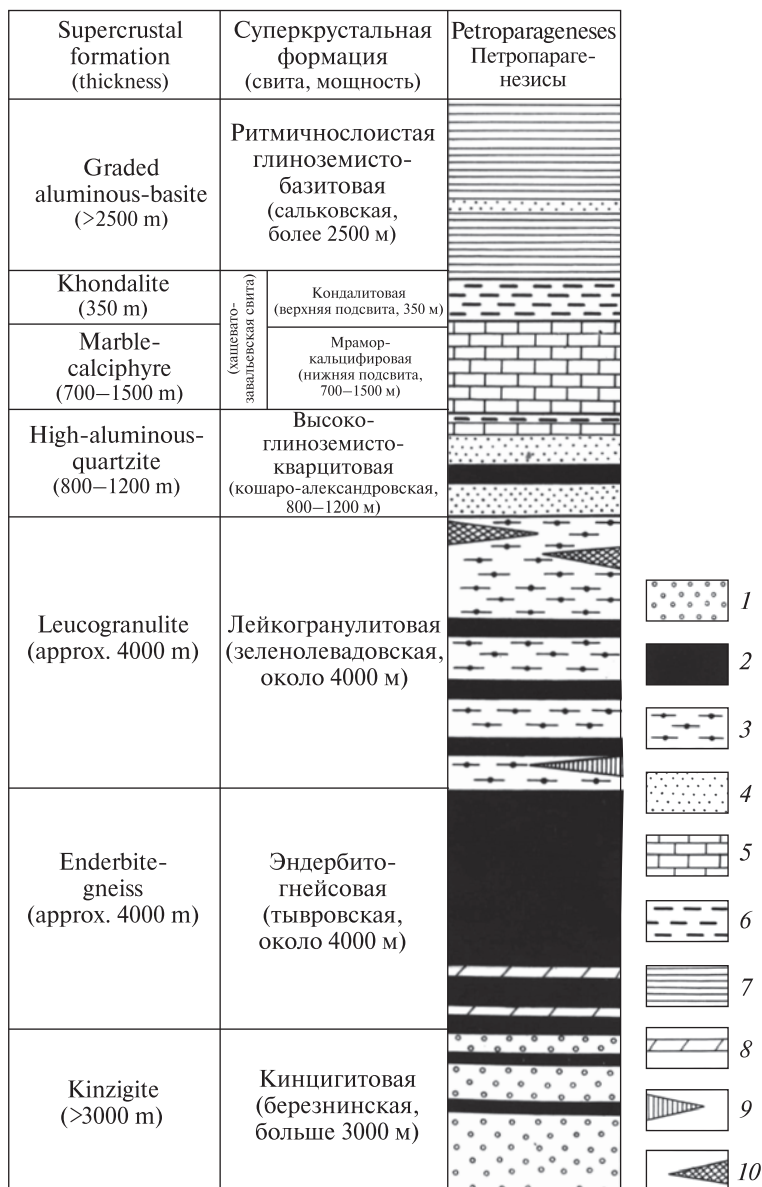 Supercrustal
formation
(thickness)
Суперкрустальная
формация
(свита, мощность)
Petroparageneses
Петропараге-
незисы
Graded
aluminous-basite
(>2500 m)
Ритмичнослоистая
глиноземисто-
базитовая
(сальковская,
более 2500 м)
Khondalite
(350 m)
(хащевато-
завальевская свита)
Кондалитовая
(верхняя подсвита, 350 м)
Marble-
calciphyre
(700–1500 m)
Мрамор-
кальцифировая
(нижняя подсвита,
700–1500 м)
High-aluminous-
quartzite
(800–1200 m)
Высоко-
глиноземисто-
кварцитовая
(кошаро-александровская,
800–1200 м)
Leucogranulite
(approx. 4000 m)
Лейкогранулитовая
(зеленолевадовская,
около 4000 м)
Enderbite-
gneiss
(approx. 4000 m)
Эндербито-
гнейсовая
(тывровская,
около 4000 м)
Kinzigite
(>3000 m)
Кинцигитовая
(березнинская,
больше 3000 м)
1
2
3
4
5
6
7
8
9
10